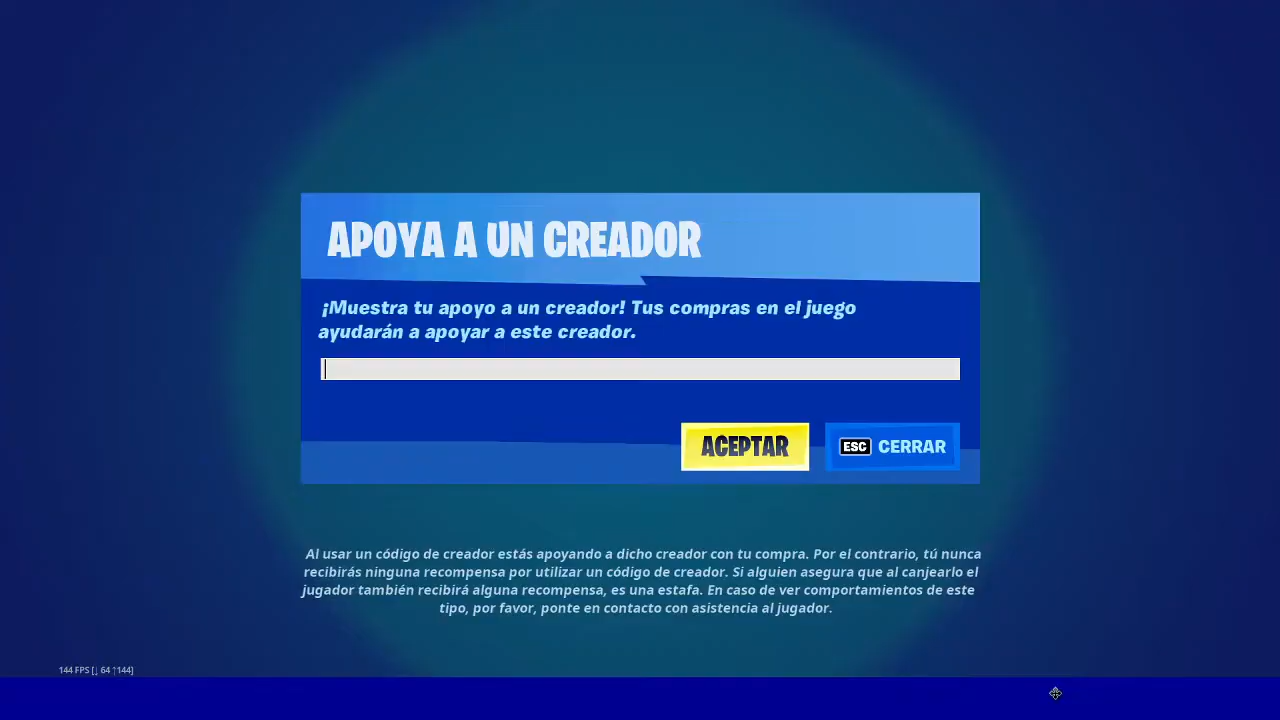 APOYA A UN CREADOR
¡Muestra tu apoyo a un creador! Tus compras en el juego
ayudarán a apoyar a este creador.
ACEPTAR
ESC CERRAR
Al usar un código de creador estás apoyando a dicho creador con tu compra. Por el contrario, tú nunca
recibirás ninguna recompensa por utilizar un código de creador. Si alguien asegura que al canjearlo el
jugador también recibirá alguna recompensa, es una estafa. En caso de ver comportamientos de este
tipo, por favor, ponte en contacto con asistencia al jugador.
144 FPS [↓ 64 ↑144]